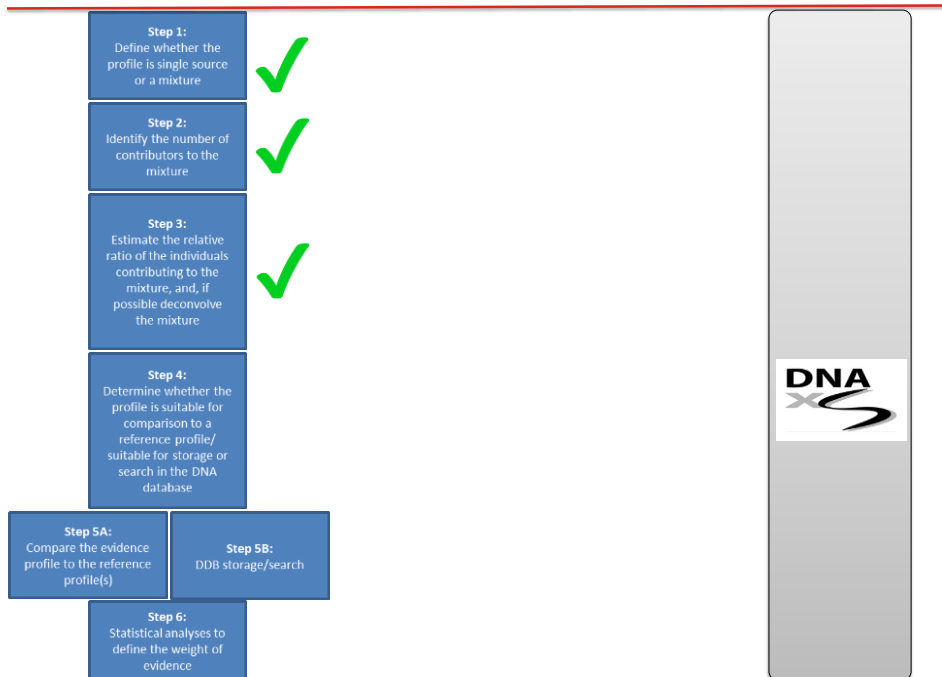 Step 1:
Define whether the
profile is single source
or a mixture
Step 2:
Identify the number of
contributors to the
mixture
Step 3:
Estimate the relative
ratio of the individuals
contributing to the
mixture, and, if
possible deconvolve
the mixture
Step 4:
Determine whether the
profile is suitable for
comparison to a
reference profile/
suitable for storage or
search in the DNA
database
Step 5A:
Compare the evidence
profile to the reference
profile(s)
Step 5B:
DDB storage/search
Step 6:
Statistical analyses to
define the weight of
evidence
DNA
XS